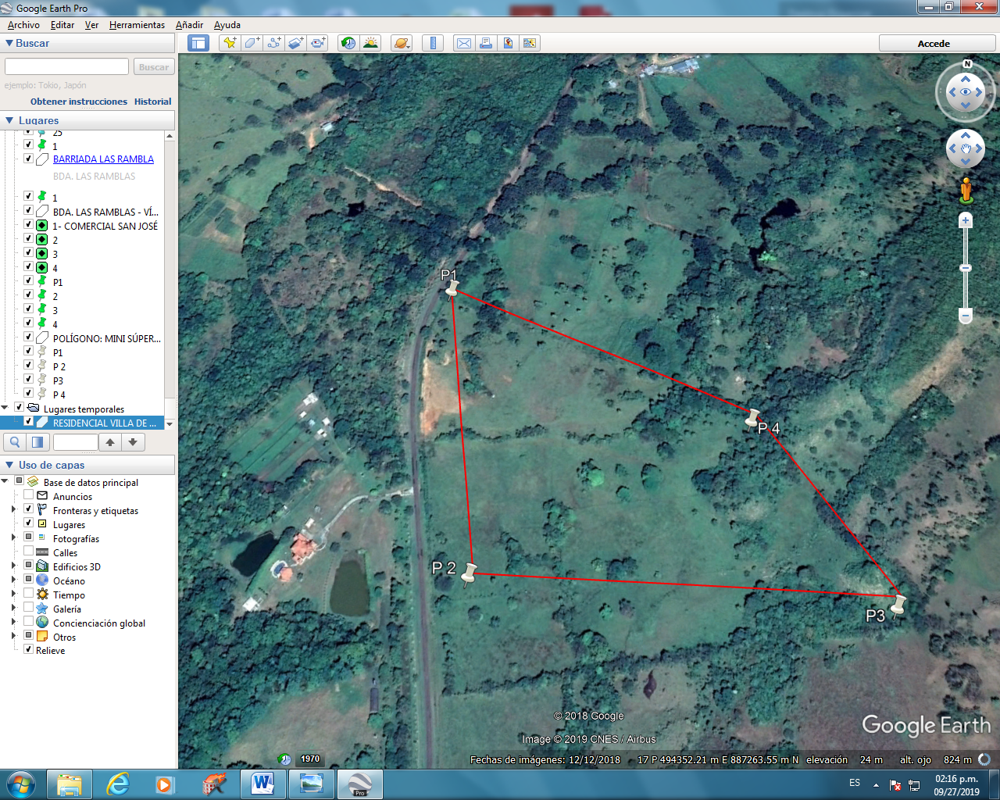 Google Earth Pro
Archivo Editar Ver Herramientas Añadir Ayuda
Buscar
Accede
Buscar
ejemplo: Tokio, Japón
Obtener instrucciones Historial
Lugares
25
1
BARRIADA LAS RAMBLA
BDA. LAS RAMBLAS
1
BDA. LAS RAMBLAS - VÍ...
1- COMERCIAL SAN JOSÉ
2
3
4
P1
2
3
4
POLÍGONO: MINI SÚPER...
P1
P 2
P3
P 4
Lugares temporales
RESIDENCIAL VILLA DE ...
Uso de capas
Base de datos principal
Anuncios
Fronteras y etiquetas
Lugares
Fotografías
Calles
Edificios 3D
Océano
Tiempo
Galería
Concienciación global
Otros
Relieve
N
P1
P 4
P 2
P3
© 2018 Google
Image © 2019 CNES / Airbus
Google Earth
1970
Fechas de imágenes: 12/12/2018 17 P 494352.21 m E 887263.55 m N elevación 24 m alt. ojo 824 m
Pro
ES
02:16 p.m.
09/27/2019